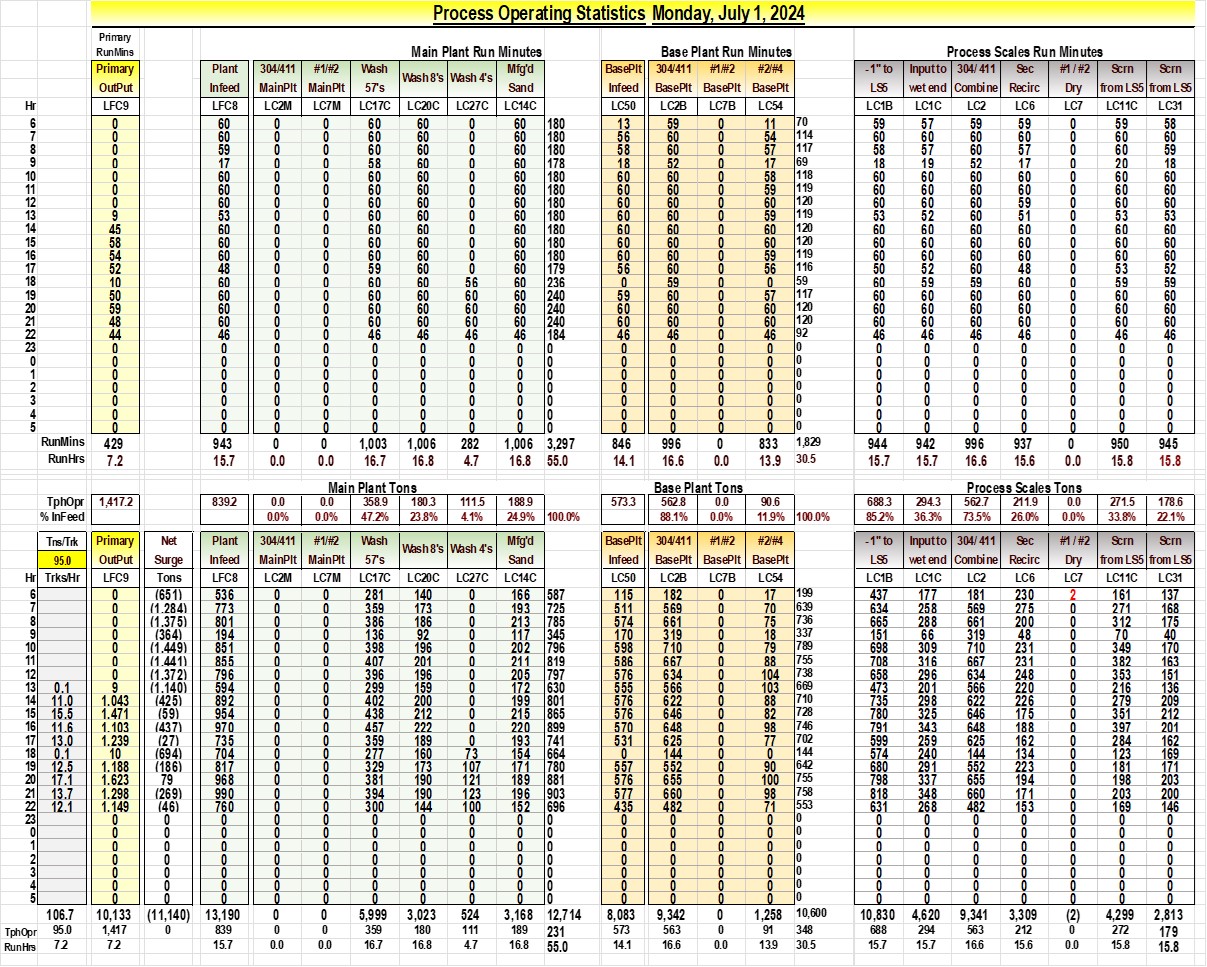 Process Operating Statistics Monday, July 1, 2024
Primary
RunMins Main Plant Run Minutes Base Plant Run Minutes Process Scales Run Minutes
Primary Plant 304/411 #1/#2 Wash Wash 8's Wash 4's Mfg'd BasePlt 304/411 #1/#2 #2/#4 -1" to Input to 304/ 411 Sec #1 / #2 Scrn Scrn
OutPut Infeed MainPlt MainPlt 57's Sand Infeed BasePlt BasePlt BasePlt LS5 wet end Combine Recirc Dry from LS5 from LS5
Hr LFC9 LFC8 LC2M LC7M LC17C LC20C LC27C LC14C LC50 LC2B LC7B LC54 LC1B LC1C LC2 LC6 LC7 LC11C LC31
6 0 60 0 0 60 60 0 60 180 13 59 0 11 70 59 57 59 59 0 59 58
7 0 60 0 0 60 60 0 60 180 56 60 0 54 114 60 60 60 60 0 60 60
8 0 59 0 0 60 60 0 60 180 58 60 0 57 117 58 57 60 57 0 60 59
9 0 17 0 0 58 60 0 60 178 18 52 0 17 69 18 19 52 17 0 20 18
10 0 60 0 0 60 60 0 60 180 60 60 0 58 118 60 60 60 60 0 60 60
11 0 60 0 0 60 60 0 60 180 60 60 0 59 119 60 60 60 60 0 60 60
12 0 60 0 0 60 60 0 60 180 60 60 0 60 120 60 60 60 59 0 60 60
13 9 53 0 0 60 60 0 60 180 60 60 0 59 119 53 52 60 51 0 53 53
14 45 60 0 0 60 60 0 60 180 60 60 0 60 120 60 60 60 60 0 60 60
15 58 60 0 0 60 60 0 60 180 60 60 0 60 120 60 60 60 60 0 60 60
16 54 60 0 0 60 60 0 60 180 60 60 0 59 119 60 60 60 60 0 60 60
17 52 48 0 0 59 60 0 60 179 56 60 0 56 116 50 52 60 48 0 53 52
18 10 60 0 0 60 60 56 60 236 0 59 0 0 59 60 59 59 60 0 59 59
19 50 60 0 0 60 60 60 60 240 59 60 0 57 117 60 60 60 60 0 60 60
20 59 60 0 0 60 60 60 60 240 60 60 0 60 120 60 60 60 60 0 60 60
21 48 60 0 0 60 60 60 60 240 60 60 0 60 120 60 60 60 60 0 60 60
22 44 46 0 0 46 46 46 46 184 46 46 0 46 92 46 46 46 46 0 46 46
23 0 0 0 0 0 0 0 0 0 0 0 0 0 0 0 0 0 0 0 0 0
0 0 0 0 0 0 0 0 0 0 0 0 0 0 0 0 0 0 0 0 0 0
1 0 0 0 0 0 0 0 0 0 0 0 0 0 0 0 0 0 0 0 0 0
2 0 0 0 0 0 0 0 0 0 0 0 0 0 0 0 0 0 0 0 0 0
3 0 0 0 0 0 0 0 0 0 0 0 0 0 0 0 0 0 0 0 0 0
4 0 0 0 0 0 0 0 0 0 0 0 0 0 0 0 0 0 0 0 0 0
5 0 0 0 0 0 0 0 0 0 0 0 0 0 0 0 0 0 0 0 0 0
RunMins 429 943 0 0 1,003 1,006 282 1,006 3,297 846 996 0 833 1,829 944 942 996 937 0 950 945
RunHrs 7.2 15.7 0.0 0.0 16.7 16.8 4.7 16.8 55.0 14.1 16.6 0.0 13.9 30.5 15.7 15.7 16.6 15.6 0.0 15.8 15.8
Main Plant Tons Base Plant Tons Process Scales Tons
TphOpr 1,417.2 839.2 0.0 0.0 358.9 180.3 111.5 188.9 573.3 562.8 0.0 90.6 688.3 294.3 562.7 211.9 0.0 271.5 178.6
% InFeed 0.0% 0.0% 47.2% 23.8% 4.1% 24.9% 100.0% 88.1% 0.0% 11.9% 100.0% 85.2% 36.3% 73.5% 26.0% 0.0% 33.8% 22.1%
Tns/Trk Primary Net Plant 304/411 #1/#2 Wash Wash 8's Wash 4's Mfg'd BasePlt 304/411 #1/#2 #2/#4 -1" to Input to 304/ 411 Sec #1 / #2 Scrn Scrn
95.0 OutPut Surge Infeed MainPlt MainPlt 57's Sand Infeed BasePlt BasePlt BasePlt LS5 wet end Combine Recirc Dry from LS5 from LS5
Hr Trks/Hr LFC9 Tons LFC8 LC2M LC7M LC17C LC20C LC27C LC14C LC50 LC2B LC7B LC54 LC1B LC1C LC2 LC6 LC7 LC11C LC31
6 0 (651) 536 0 0 281 140 0 166 587 115 182 0 17 199 437 177 181 230 2 161 137
7 0 (1.284) 773 0 0 359 173 0 193 725 511 569 0 70 639 634 258 569 275 0 271 168
8 0 (1.375) 801 0 0 386 186 0 213 785 574 661 0 75 736 665 288 661 200 0 312 175
9 0 (364) 194 0 0 136 92 0 117 345 170 319 0 18 337 151 66 319 48 0 70 40
10 0 (1.449) 851 0 0 398 196 0 202 796 598 710 0 79 789 698 309 710 231 0 349 170
11 0 (1.441) 855 0 0 407 201 0 211 819 586 667 0 88 755 708 316 667 231 0 382 163
12 0 (1.372) 796 0 0 396 196 0 205 797 576 634 0 104 738 658 296 634 248 0 353 151
13 0.1 9 (1.140) 594 0 0 299 159 0 172 630 555 566 0 103 669 473 201 566 220 0 216 136
14 11.0 1.043 (425) 892 0 0 402 200 0 199 801 576 622 0 88 710 735 298 622 226 0 279 209
15 15.5 1.471 (59) 954 0 0 438 212 0 215 865 576 646 0 82 728 780 325 646 175 0 351 212
16 11.6 1.103 (437) 970 0 0 457 222 0 220 899 570 648 0 98 746 791 343 648 188 0 397 201
17 13.0 1.239 (27) 735 0 0 359 189 0 193 741 531 625 0 77 702 599 259 625 162 0 284 162
18 0.1 10 (694) 704 0 0 277 160 73 154 664 0 144 0 0 144 574 240 144 134 0 123 169
19 12.5 1.188 (186) 817 0 0 329 173 107 171 780 557 552 0 90 642 680 291 552 223 0 181 171
20 17.1 1.623 79 968 0 0 381 190 121 189 881 576 655 0 100 755 798 337 655 194 0 198 203
21 13.7 1.298 (269) 990 0 0 394 190 123 196 903 577 660 0 98 758 818 348 660 171 0 203 200
22 12.1 1.149 (46) 760 0 0 300 144 100 152 696 435 482 0 71 553 631 268 482 153 0 169 146
23 0 0 0 0 0 0 0 0 0 0 0 0 0 0 0 0 0 0 0 0 0 0
0 0 0 0 0 0 0 0 0 0 0 0 0 0 0 0 0 0 0 0 0 0 0
1 0 0 0 0 0 0 0 0 0 0 0 0 0 0 0 0 0 0 0 0 0 0
2 0 0 0 0 0 0 0 0 0 0 0 0 0 0 0 0 0 0 0 0 0 0
3 0 0 0 0 0 0 0 0 0 0 0 0 0 0 0 0 0 0 0 0 0 0
4 0 0 0 0 0 0 0 0 0 0 0 0 0 0 0 0 0 0 0 0 0 0
5 0 0 0 0 0 0 0 0 0 0 0 0 0 0 0 0 0 0 0 0 0 0
106.7 10,133 (11,140) 13,190 0 0 5,999 3,023 524 3,168 12,714 8,083 9,342 0 1,258 10,600 10,830 4,620 9,341 3,309 (2) 4,299 2,813
TphOpr 95.0 1,417 0 839 0 0 359 180 111 189 231 573 563 0 91 348 688 294 563 212 0 272 179
RunHrs 7.2 7.2 15.7 0.0 0.0 16.7 16.8 4.7 16.8 55.0 14.1 16.6 0.0 13.9 30.5 15.7 15.7 16.6 15.6 0.0 15.8 15.8